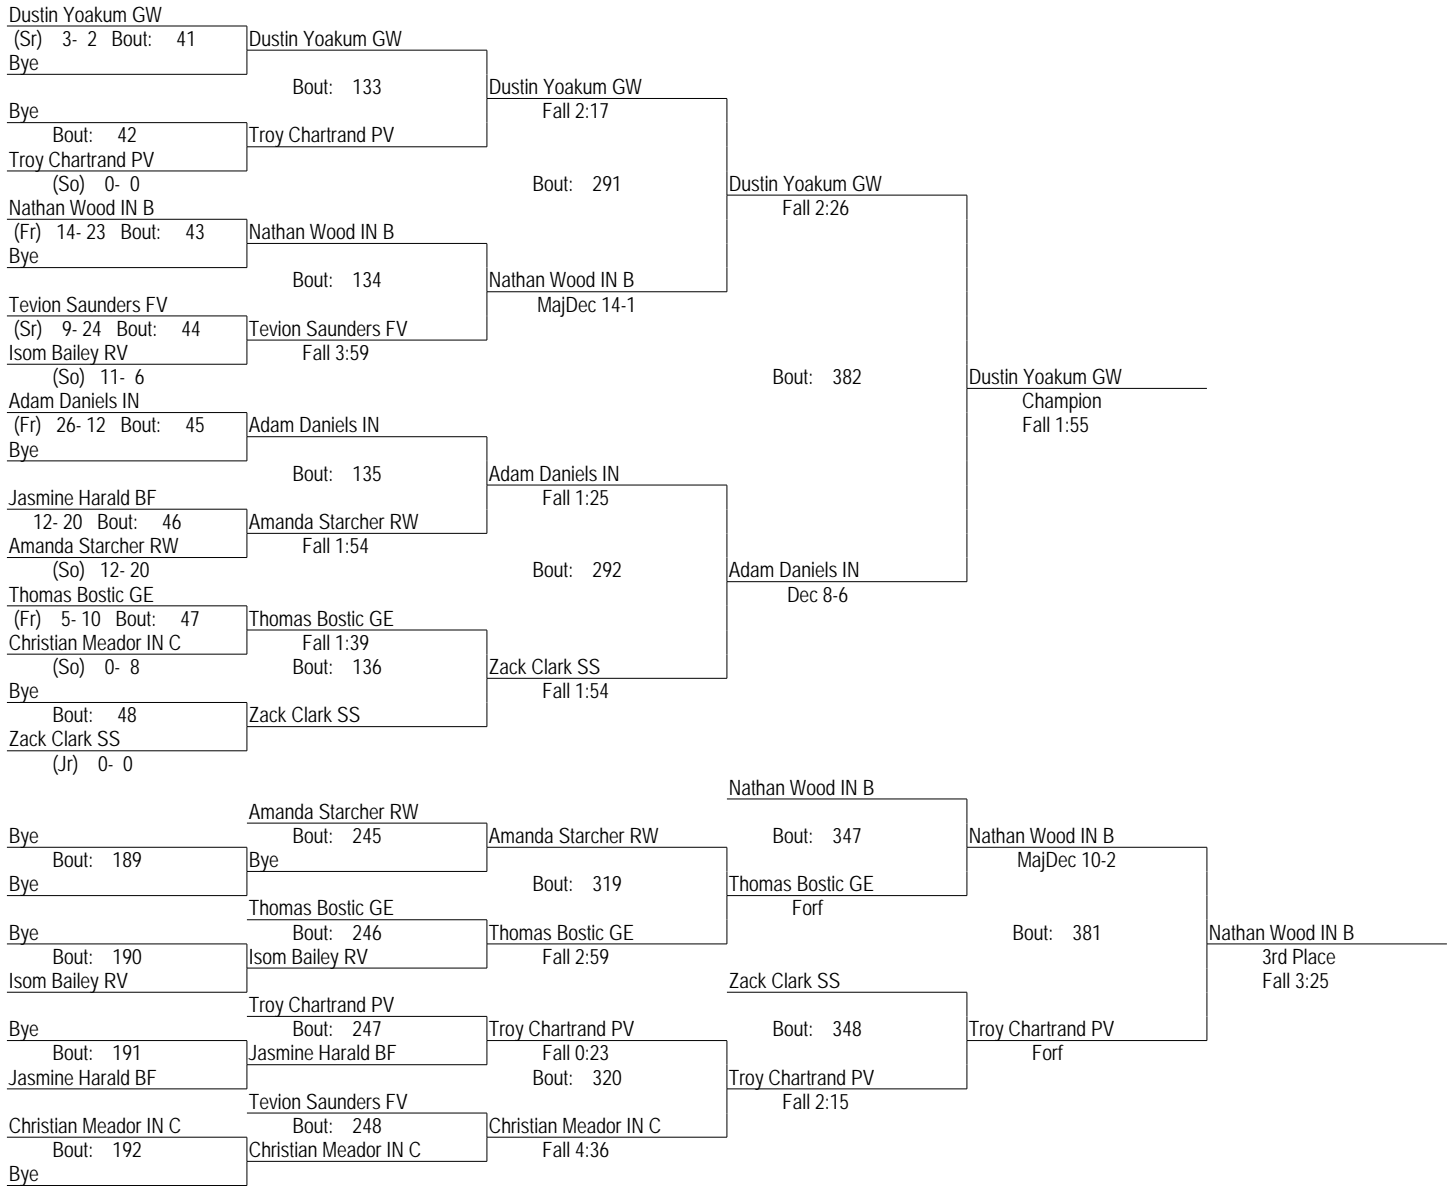 Dustin Yoakum GW
(Sr) 3- 2 Bout: 41 Dustin Yoakum GW
Bye
Bout: 133 Dustin Yoakum GW
Bye Fall 2:17
Bout: 42 Troy Chartrand PV
Troy Chartrand PV
(So) 0- 0 Bout: 291 Dustin Yoakum GW
Nathan Wood IN B Fall 2:26
(Fr) 14- 23 Bout: 43 Nathan Wood IN B
Bye
Bout: 134 Nathan Wood IN B
Tevion Saunders FV MajDec 14-1
(Sr) 9- 24 Bout: 44 Tevion Saunders FV
Isom Bailey RV Fall 3:59
(So) 11- 6 Bout: 382 Dustin Yoakum GW
Adam Daniels IN Champion
(Fr) 26- 12 Bout: 45 Adam Daniels IN Fall 1:55
Bye
Bout: 135 Adam Daniels IN
Jasmine Harald BF Fall 1:25
12- 20 Bout: 46 Amanda Starcher RW
Amanda Starcher RW Fall 1:54
(So) 12- 20 Bout: 292 Adam Daniels IN
Thomas Bostic GE Dec 8-6
(Fr) 5- 10 Bout: 47 Thomas Bostic GE
Christian Meador IN C Fall 1:39
(So) 0- 8 Bout: 136 Zack Clark SS
Bye Fall 1:54
Bout: 48 Zack Clark SS
Zack Clark SS
(Jr) 0- 0
Nathan Wood IN B
Amanda Starcher RW
Bye Bout: 245 Amanda Starcher RW Bout: 347 Nathan Wood IN B
Bout: 189 Bye MajDec 10-2
Bye Bout: 319 Thomas Bostic GE
Thomas Bostic GE Forf
Bye Bout: 246 Thomas Bostic GE Bout: 381 Nathan Wood IN B
Bout: 190 Isom Bailey RV Fall 2:59 3rd Place
Isom Bailey RV Zack Clark SS Fall 3:25
Troy Chartrand PV
Bye Bout: 247 Troy Chartrand PV Bout: 348 Troy Chartrand PV
Bout: 191 Jasmine Harald BF Fall 0:23 Forf
Jasmine Harald BF Bout: 320 Troy Chartrand PV
Tevion Saunders FV Fall 2:15
Christian Meador IN C Bout: 248 Christian Meador IN C
Bout: 192 Christian Meador IN C Fall 4:36
Bye